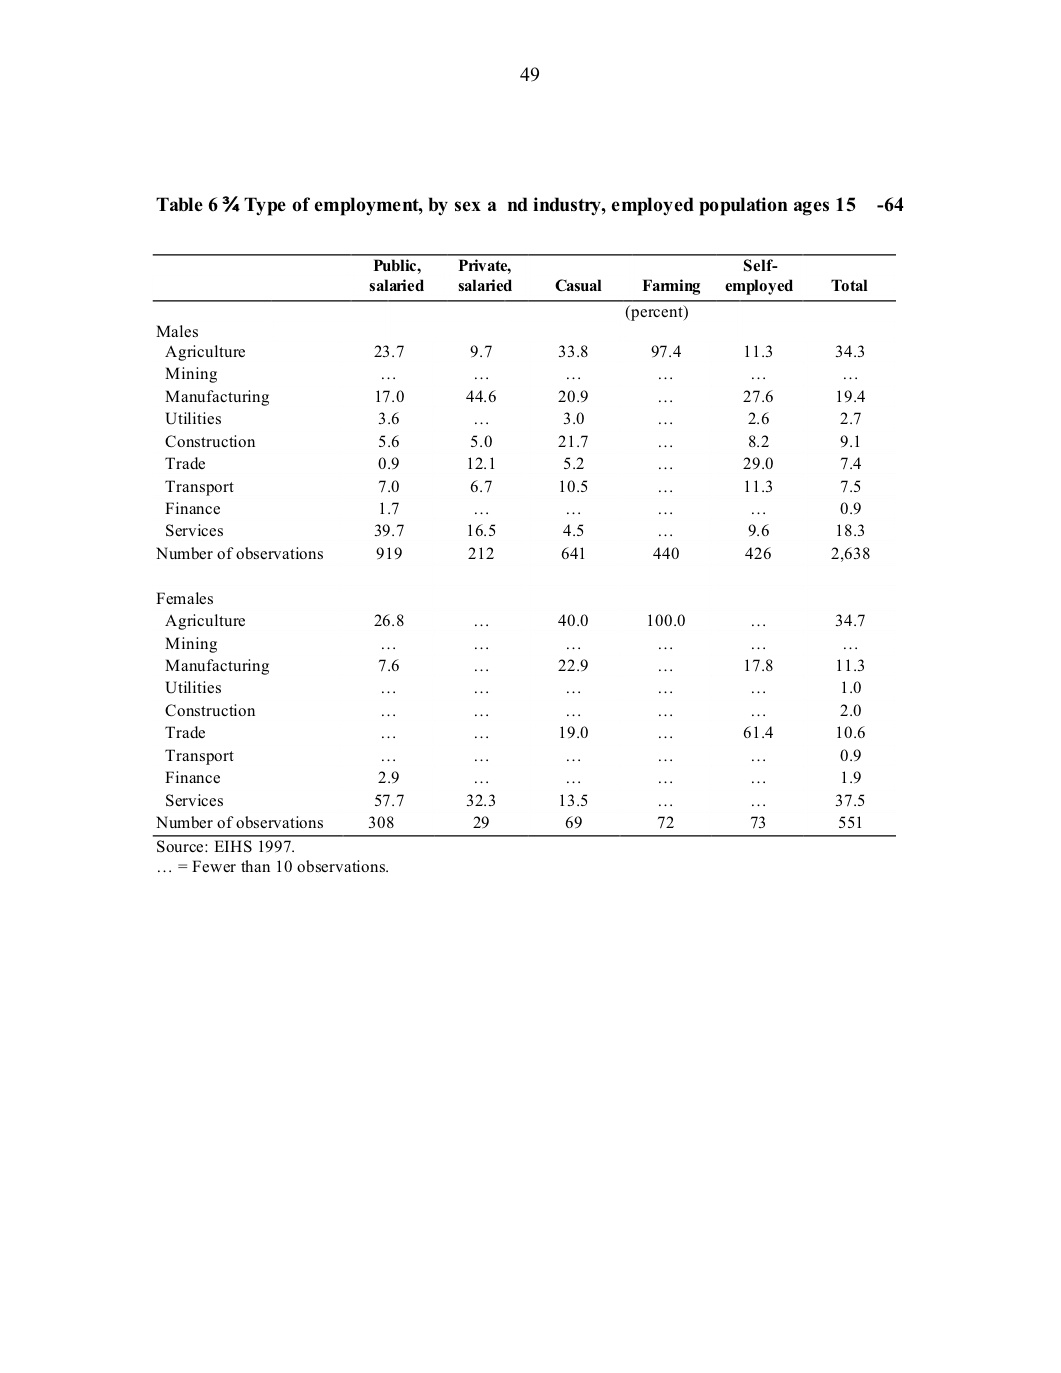 49
Table 6 ¾ Type of employment, by sex a nd industry, employed population ages 15 -64
Public, salaried Private, salaried Casual Farming Self-employed Total
(percent)
Males
Agriculture 23.7 9.7 33.8 97.4 11.3 34.3
Mining … … … … … …
Manufacturing 17.0 44.6 20.9 … 27.6 19.4
Utilities 3.6 … 3.0 … 2.6 2.7
Construction 5.6 5.0 21.7 … 8.2 9.1
Trade 0.9 12.1 5.2 … 29.0 7.4
Transport 7.0 6.7 10.5 … 11.3 7.5
Finance 1.7 … … … … 0.9
Services 39.7 16.5 4.5 … 9.6 18.3
Number of observations 919 212 641 440 426 2,638
Females
Agriculture 26.8 … 40.0 100.0 … 34.7
Mining … … … … … …
Manufacturing 7.6 … 22.9 … 17.8 11.3
Utilities … … … … … 1.0
Construction … … … … … 2.0
Trade … … 19.0 … 61.4 10.6
Transport … … … … … 0.9
Finance 2.9 … … … … 1.9
Services 57.7 32.3 13.5 … … 37.5
Number of observations 308 29 69 72 73 551
Source: EIHS 1997.
… = Fewer than 10 observations.